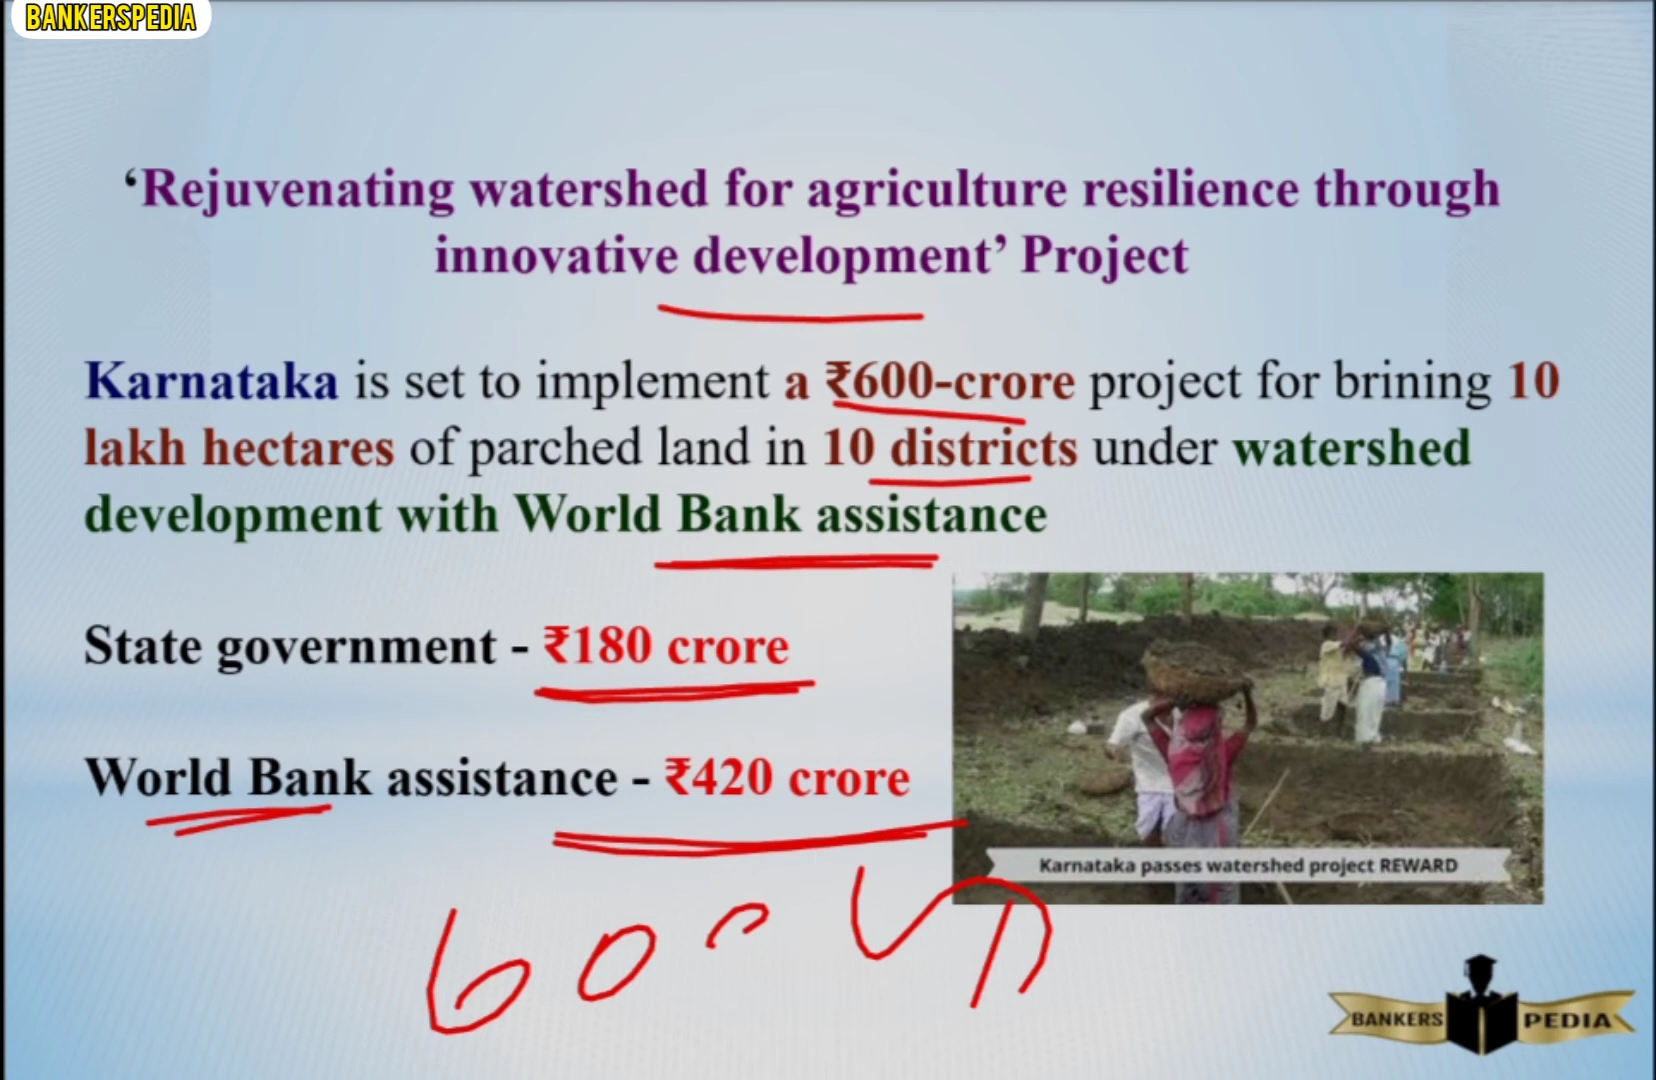 BANKERSPEDIA
‘Rejuvenating watershed for agriculture resilience through
innovative development’ Project
Karnataka is set to implement a ₹600-crore project for brining 10
lakh hectares of parched land in 10 districts under watershed
development with World Bank assistance
State government - ₹180 crore
World Bank assistance - ₹420 crore
Karnataka passes watershed project REWARD
600
BANKERS PEDIA